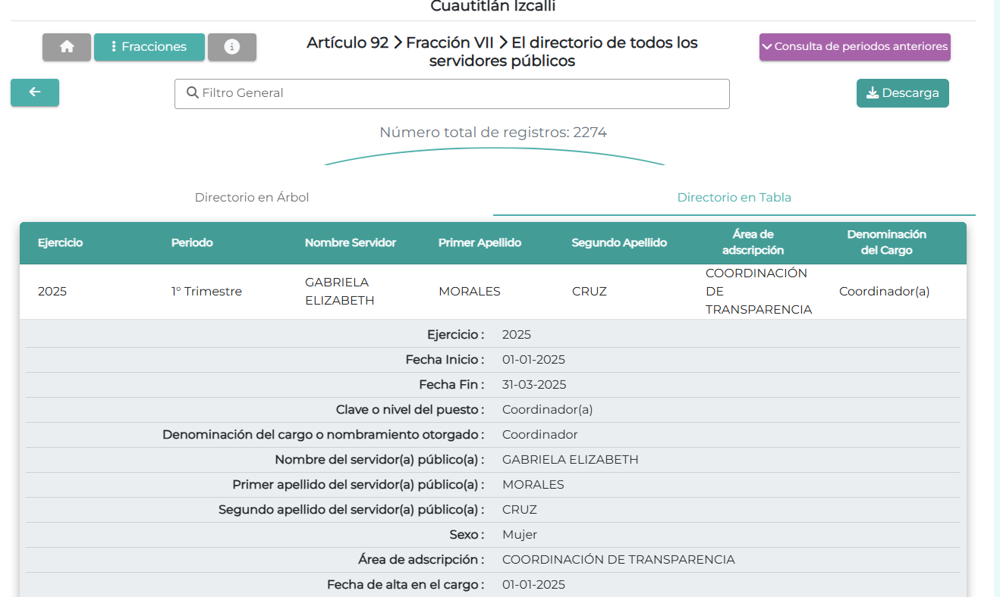 Cuautitlán Izcalli
Fracciones
Artículo 92 > Fracción VII > El directorio de todos los
servidores públicos
Consulta de periodos anteriores
Filtro General
Descarga
Número total de registros: 2274
Directorio en Árbol
Directorio en Tabla
Ejercicio Periodo Nombre Servidor Primer Apellido Segundo Apellido Área de adscripción Denominación del Cargo
2025 1° Trimestre GABRIELA ELIZABETH MORALES CRUZ COORDINACIÓN DE TRANSPARENCIA Coordinador(a)
Ejercicio : 2025
Fecha Inicio : 01-01-2025
Fecha Fin : 31-03-2025
Clave o nivel del puesto : Coordinador(a)
Denominación del cargo o nombramiento otorgado : Coordinador
Nombre del servidor(a) público(a) : GABRIELA ELIZABETH
Primer apellido del servidor(a) público(a) : MORALES
Segundo apellido del servidor(a) público(a) : CRUZ
Sexo : Mujer
Área de adscripción : COORDINACIÓN DE TRANSPARENCIA
Fecha de alta en el cargo : 01-01-2025